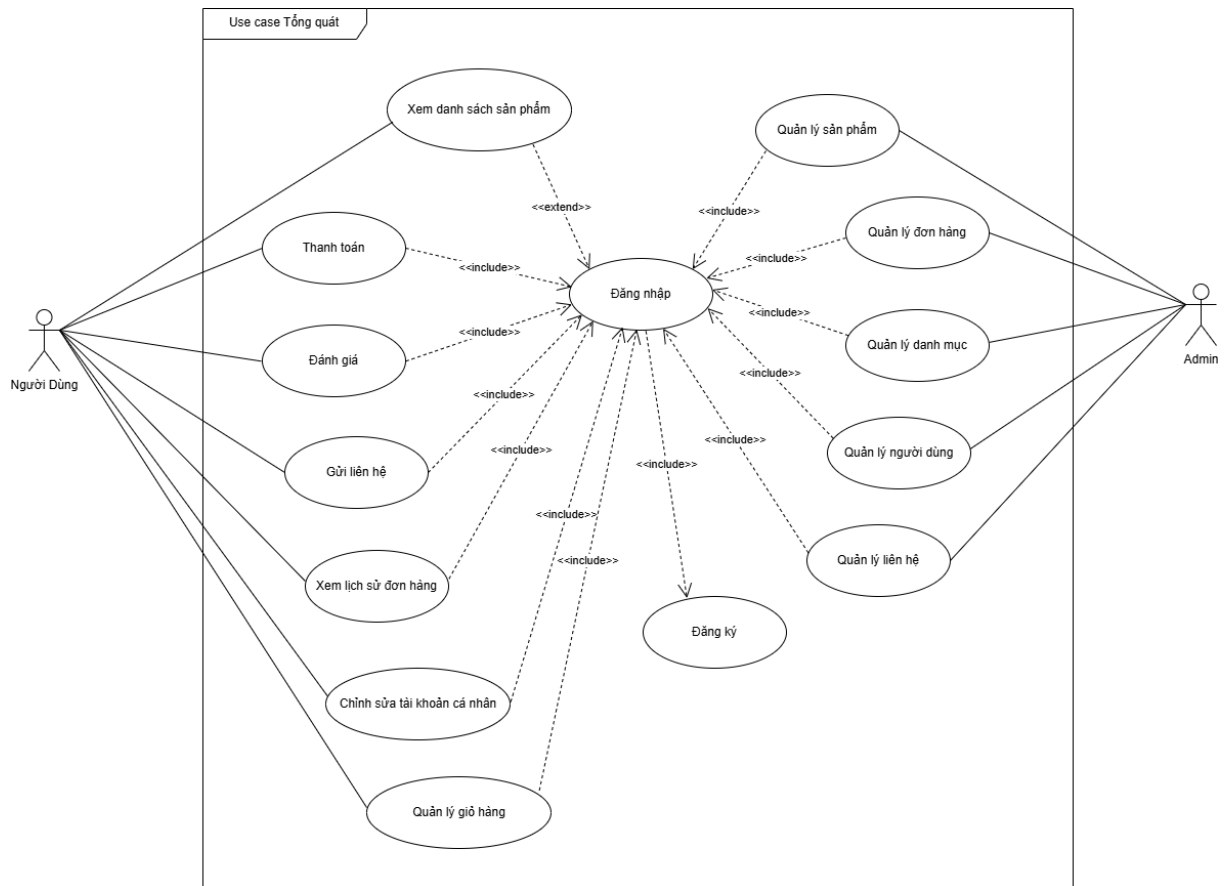 Use case Tổng quát
Xem danh sách sản phẩm
Quản lý sản phẩm
<<extend>>
<<include>>
Thanh toán
Quản lý đơn hàng
<<include>>
<<include>>
Đăng nhập
<<include>>
Đánh giá
<<include>>
Quản lý danh mục
Người Dùng
Admin
<<include>>
<<include>>
Gửi liên hệ
<<include>>
<<include>>
Quản lý người dùng
<<include>>
<<include>>
<<include>>
Xem lịch sử đơn hàng
Quản lý liên hệ
Đăng ký
Chỉnh sửa tài khoản cá nhân
Quản lý giỏ hàng